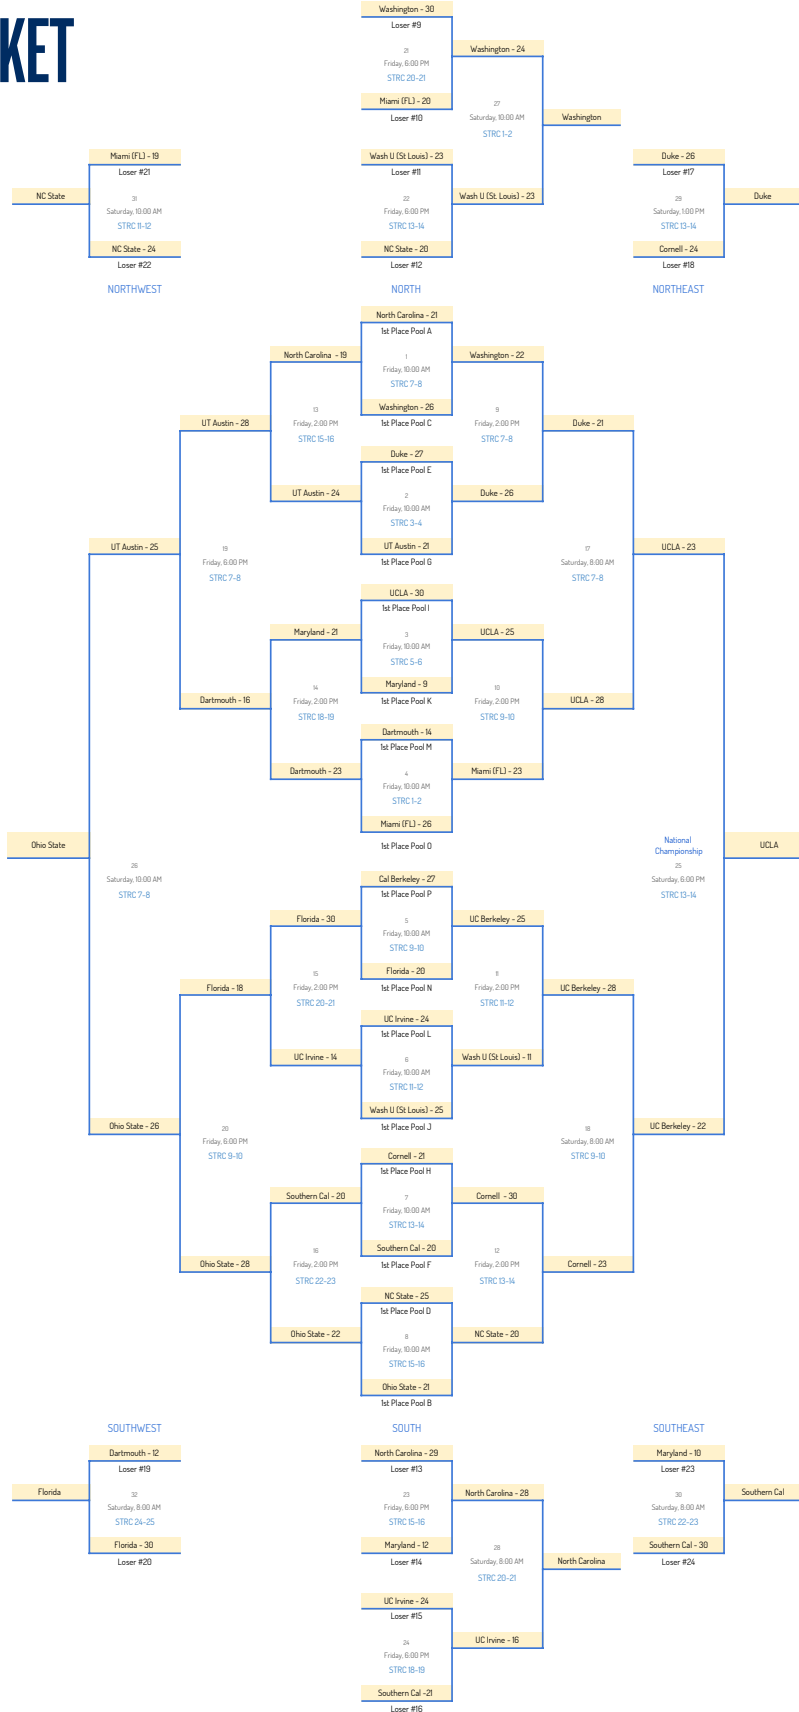 Washington - 30
KET
Loser #9
21
Washington - 24
Friday, 6:00 PM
STRC 20-21
Miami (FL) - 20
27
Loser #10
Saturday, 10:00 AM
Washington
STRC 1-2
Miami (FL) - 19
Wash U (St Louis) - 23
Duke - 26
Loser #21
Loser #11
Loser #17
NC State
31
22
Wash U (St. Louis) - 23
29
Duke
Saturday, 10:00 AM
Friday, 6:00 PM
Saturday, 1:00 PM
STRC 11-12
STRC 13-14
STRC 13-14
NC State - 24
NC State - 20
Cornell - 24
Loser #22
Loser #12
Loser #18
NORTHWEST
NORTH
NORTHEAST
North Carolina - 21
1st Place Pool A
North Carolina - 19
1
Washington - 22
Friday, 10:00 AM
STRC 7-8
Washington - 26
13
9
Friday, 2:00 PM
1st Place Pool C
Friday, 2:00 PM
UT Austin - 28
Duke - 21
STRC 15-16
STRC 7-8
Duke - 27
1st Place Pool E
UT Austin - 24
2
Duke - 26
Friday, 10:00 AM
STRC 3-4
UT Austin - 21
UT Austin - 25
19
17
UCLA - 23
Friday, 6:00 PM
1st Place Pool G
Saturday, 8:00 AM
STRC 7-8
STRC 7-8
UCLA - 30
1st Place Pool I
Maryland - 21
3
UCLA - 25
Friday, 10:00 AM
STRC 5-6
Maryland - 9
14
10
Dartmouth - 16
Friday, 2:00 PM
1st Place Pool K
Friday, 2:00 PM
UCLA - 28
STRC 18-19
STRC 9-10
Dartmouth - 14
1st Place Pool M
Dartmouth - 23
4
Miami (FL) - 23
Friday, 10:00 AM
STRC 1-2
Miami (FL) - 26
Ohio State
1st Place Pool O
National
Championship
UCLA
26
25
Saturday, 10:00 AM
Saturday, 6:00 PM
STRC 7-8
STRC 13-14
Cal Berkeley - 27
1st Place Pool P
Florida - 30
5
UC Berkeley - 25
Friday, 10:00 AM
STRC 9-10
Florida - 20
15
11
Florida - 18
Friday, 2:00 PM
1st Place Pool N
Friday, 2:00 PM
UC Berkeley - 28
STRC 20-21
STRC 11-12
UC Irvine - 24
1st Place Pool L
UC Irvine - 14
6
Wash U (St Louis) - 11
Friday, 10:00 AM
STRC 11-12
Wash U (St Louis) - 25
Ohio State - 26
20
1st Place Pool J
18
UC Berkeley - 22
Friday, 6:00 PM
Saturday, 8:00 AM
STRC 9-10
STRC 9-10
Cornell - 21
1st Place Pool H
Southern Cal - 20
7
Cornell - 30
Friday, 10:00 AM
STRC 13-14
Southern Cal - 20
16
12
Ohio State - 28
Friday, 2:00 PM
1st Place Pool F
Friday, 2:00 PM
Cornell - 23
STRC 22-23
STRC 13-14
NC State - 25
1st Place Pool D
Ohio State - 22
8
NC State - 20
Friday, 10:00 AM
STRC 15-16
Ohio State - 21
1st Place Pool B
SOUTHWEST
SOUTH
SOUTHEAST
Dartmouth - 12
North Carolina - 29
Maryland - 10
Loser #19
Loser #13
Loser #23
Florida
32
23
North Carolina - 28
30
Southern Cal
Saturday, 8:00 AM
Friday, 6:00 PM
Saturday, 8:00 AM
STRC 24-25
STRC 15-16
STRC 22-23
Florida - 30
Maryland - 12
28
Southern Cal - 30
Loser #20
Loser #14
Saturday, 8:00 AM
North Carolina
Loser #24
STRC 20-21
UC Irvine - 24
Loser #15
24
UC Irvine - 16
Friday, 6:00 PM
STRC 18-19
Southern Cal -21
Loser #16